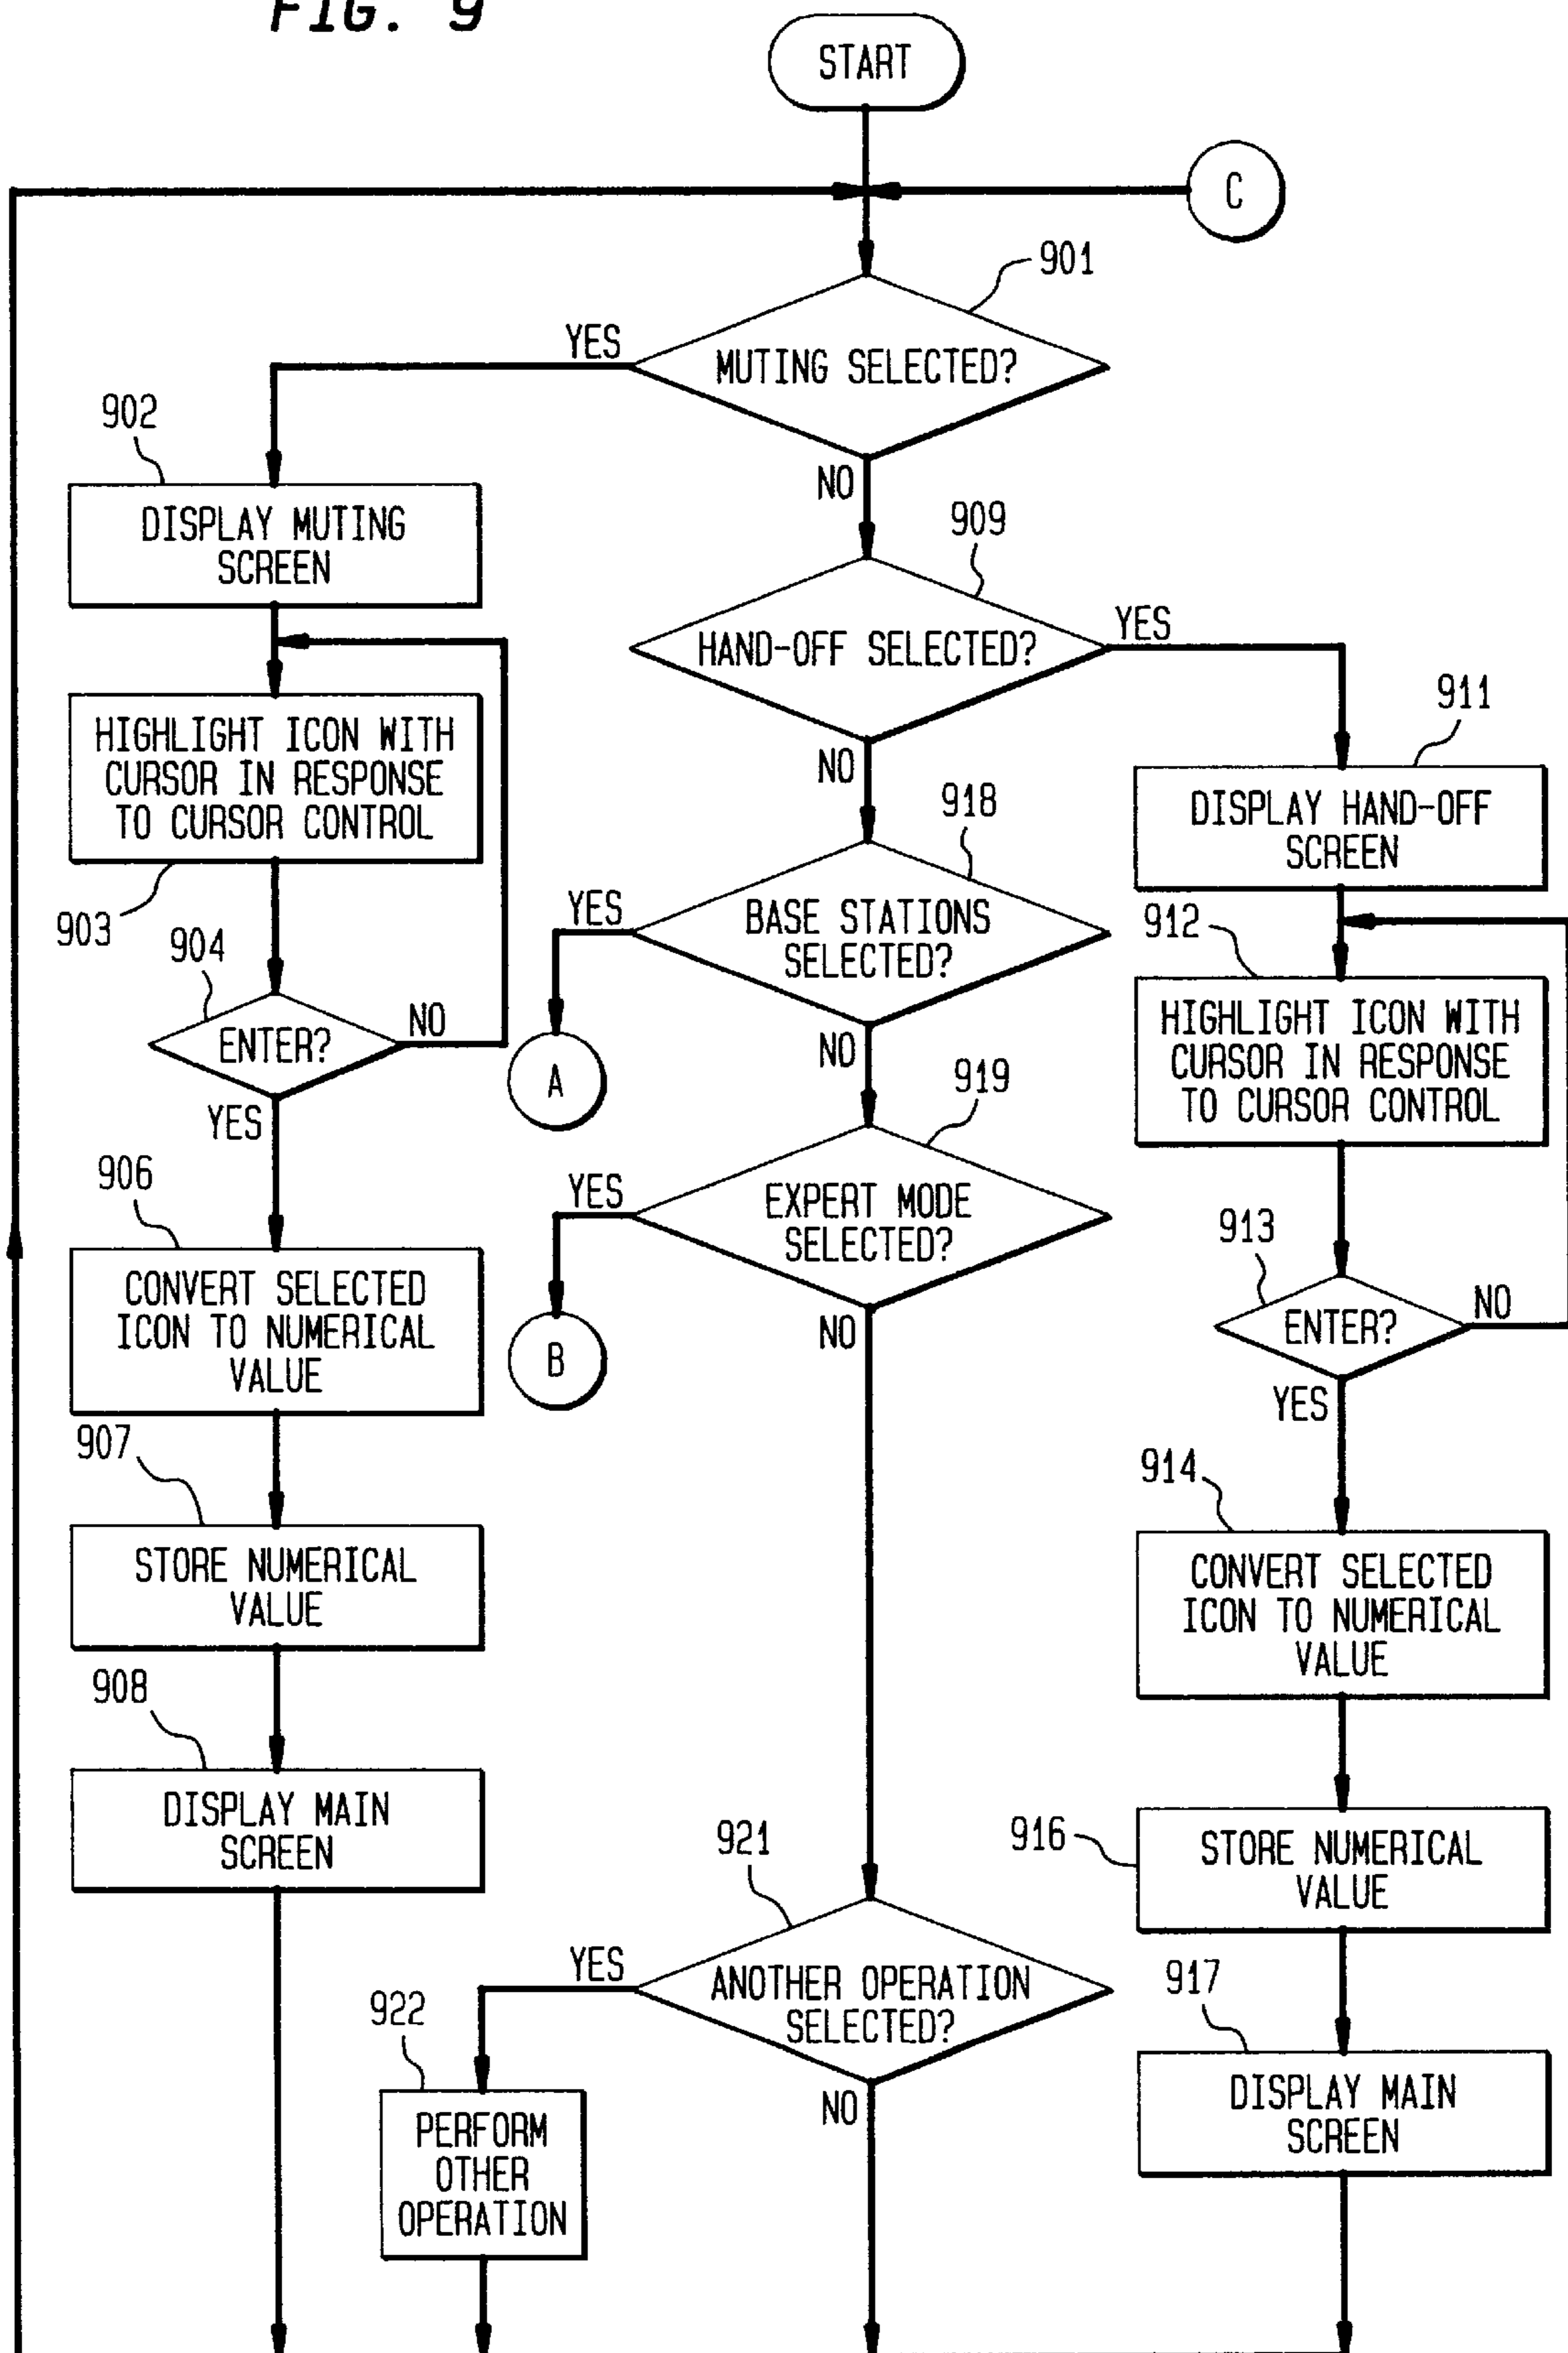 FIG. 9
START
C
901
YES
MUTING SELECTED?
NO
902
DISPLAY MUTING
SCREEN
909
HAND-OFF SELECTED?
YES
NO
911
DISPLAY HAND-OFF
SCREEN
HIGHLIGHT ICON WITH
CURSOR IN RESPONSE
TO CURSOR CONTROL
903
918
YES
BASE STATIONS
SELECTED?
NO
A
912
HIGHLIGHT ICON WITH
CURSOR IN RESPONSE
TO CURSOR CONTROL
904
ENTER?
NO
YES
919
YES
EXPERT MODE
SELECTED?
NO
B
913
ENTER?
NO
YES
906
CONVERT SELECTED
ICON TO NUMERICAL
VALUE
907
STORE NUMERICAL
VALUE
914
CONVERT SELECTED
ICON TO NUMERICAL
VALUE
908
DISPLAY MAIN
SCREEN
916
STORE NUMERICAL
VALUE
921
YES
ANOTHER OPERATION
SELECTED?
NO
922
PERFORM
OTHER
OPERATION
917
DISPLAY MAIN
SCREEN